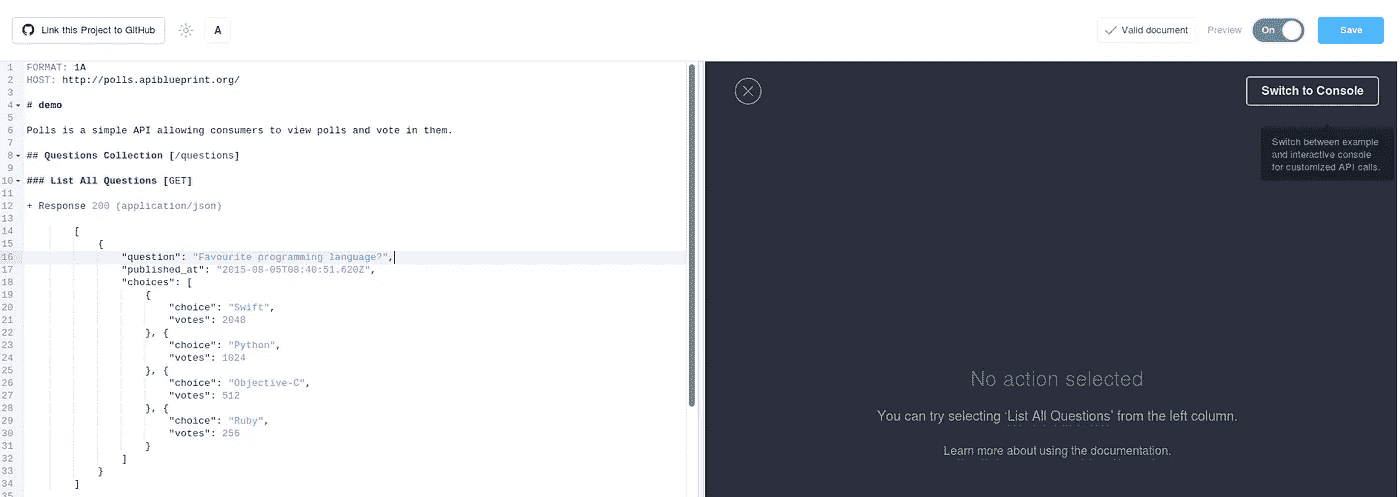 Link this Project to GitHub
A
Valid document
Preview
On
Save
1 FORMAT: 1A
2 HOST: http://polls.apiblueprint.org/
3
4 # demo
5
6 Polls is a simple API allowing consumers to view polls and vote in them.
7
8 ## Questions Collection [/questions]
9
10 ### List All Questions [GET]
11
12 + Response 200 (application/json)
13
14 [
15 {
16 "question": "Favourite programming language?",
17 "published_at": "2015-08-05T08:40:51.620Z",
18 "choices": [
19 {
20 "choice": "Swift",
21 "votes": 2048
22 }, {
23 "choice": "Python",
24 "votes": 1024
25 }, {
26 "choice": "Objective-C",
27 "votes": 512
28 }, {
29 "choice": "Ruby",
30 "votes": 256
31 }
32 ]
33 }
34 ]
35
Switch to Console
Switch between example
and interactive console
for customized API calls.
No action selected
You can try selecting 'List All Questions' from the left column.
Learn more about using the documentation.